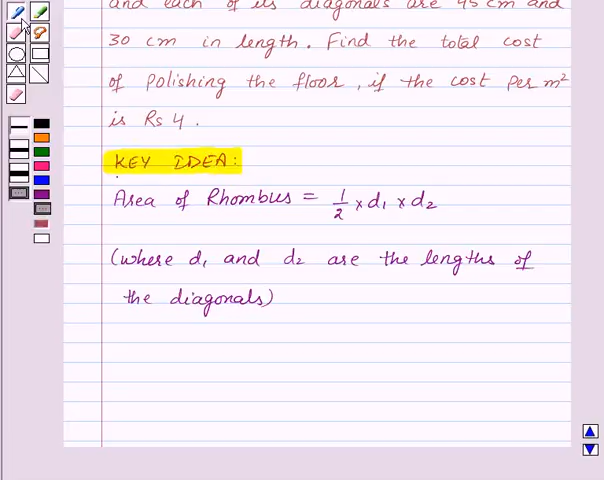 and each of its diagonals are 45 cm and
30 cm in length. Find the total cost
of polishing the floor, if the cost per m²
is Rs 4.
KEY IDEA:
Area of Rhombus = 1/2 × d₁ × d₂
(where d₁ and d₂ are the lengths of
the diagonals)